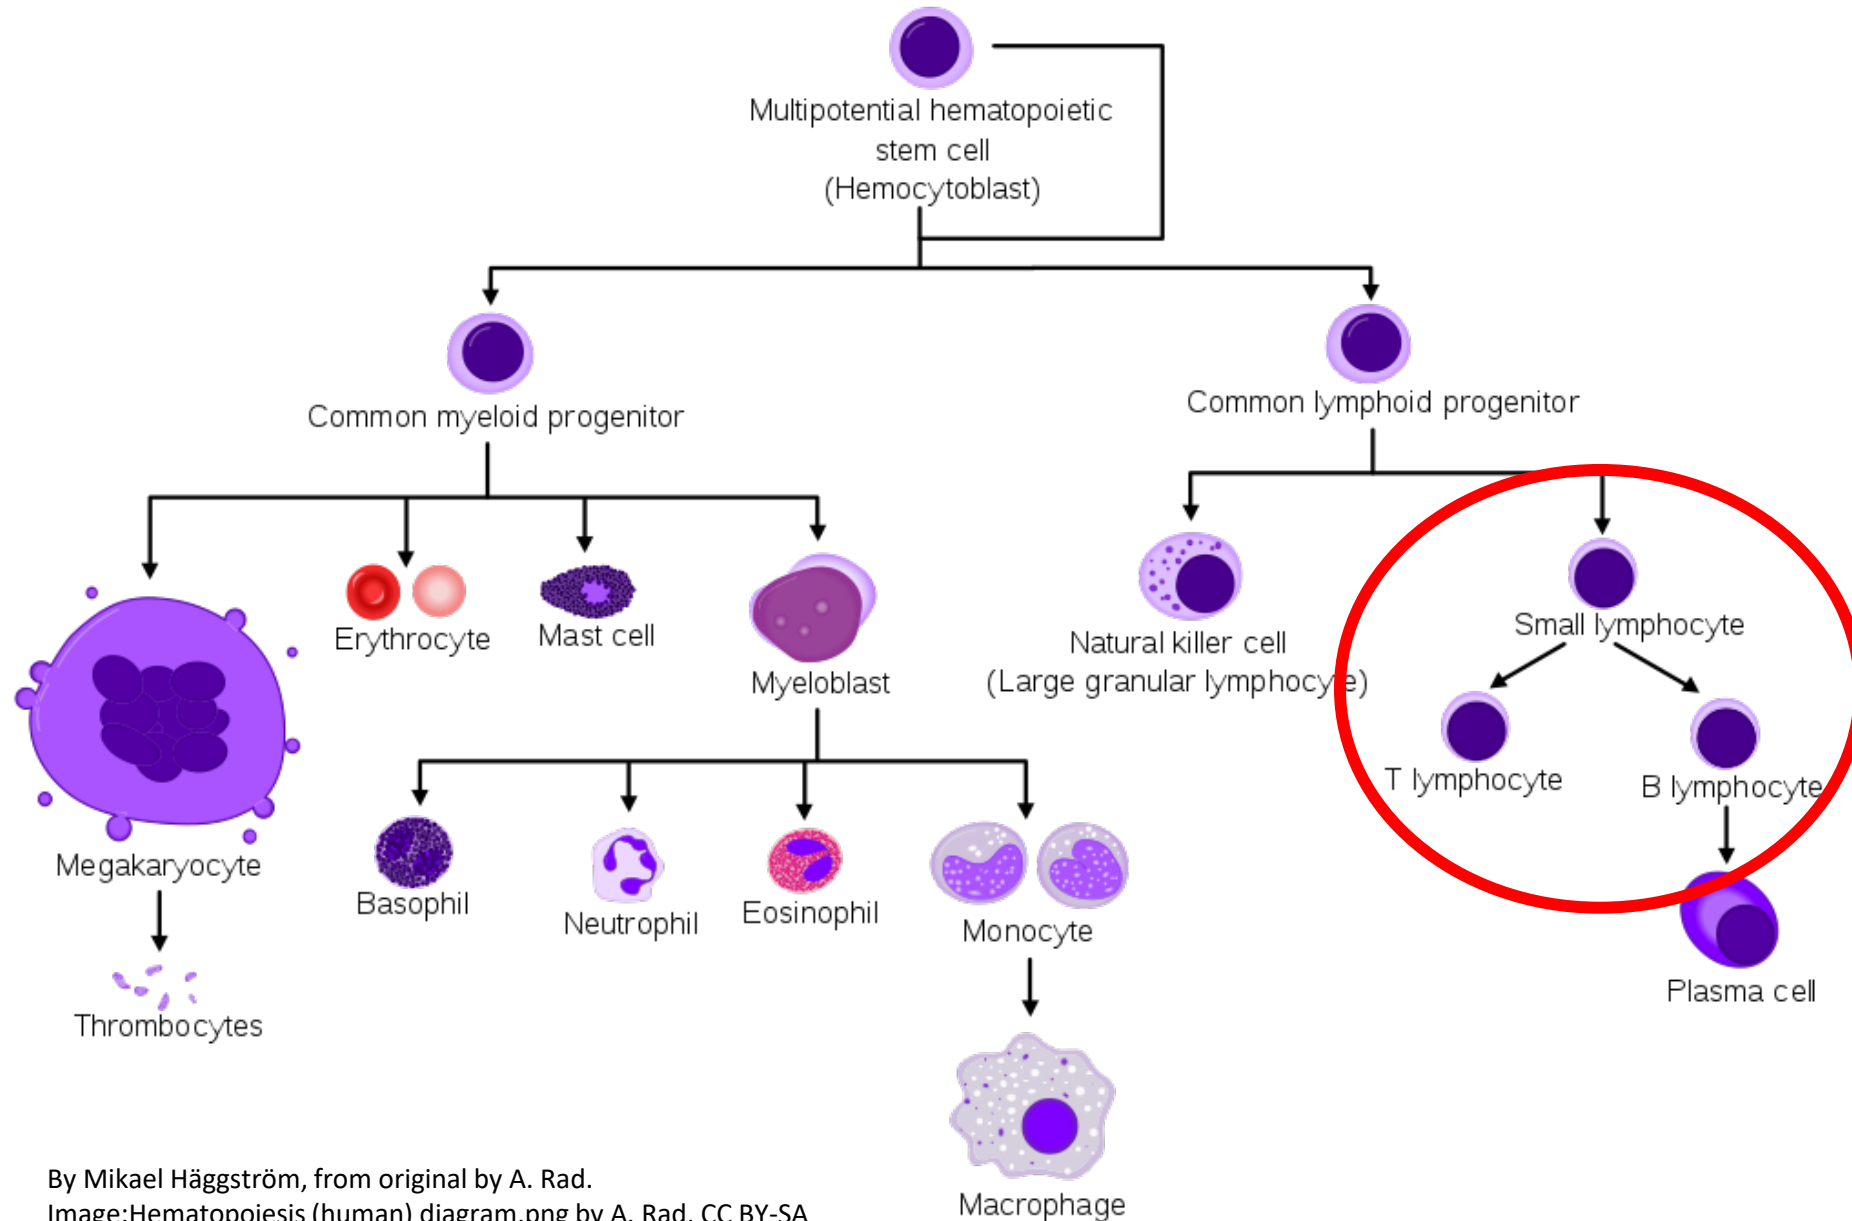 Multipotential hematopoietic
stem cell
(Hemocytoblast)
Common myeloid progenitor
Common lymphoid progenitor
Erythrocyte
Mast cell
Myeloblast
Natural killer cell
(Large granular lymphocyte)
Small lymphocyte
T lymphocyte
B lymphocyte
Megakaryocyte
Basophil
Neutrophil
Eosinophil
Monocyte
Plasma cell
Thrombocytes
Macrophage
By Mikael Häggström, from original by A. Rad.
Image:Hematopoiesis (human) diagram.png by A. Rad, CC BY-SA